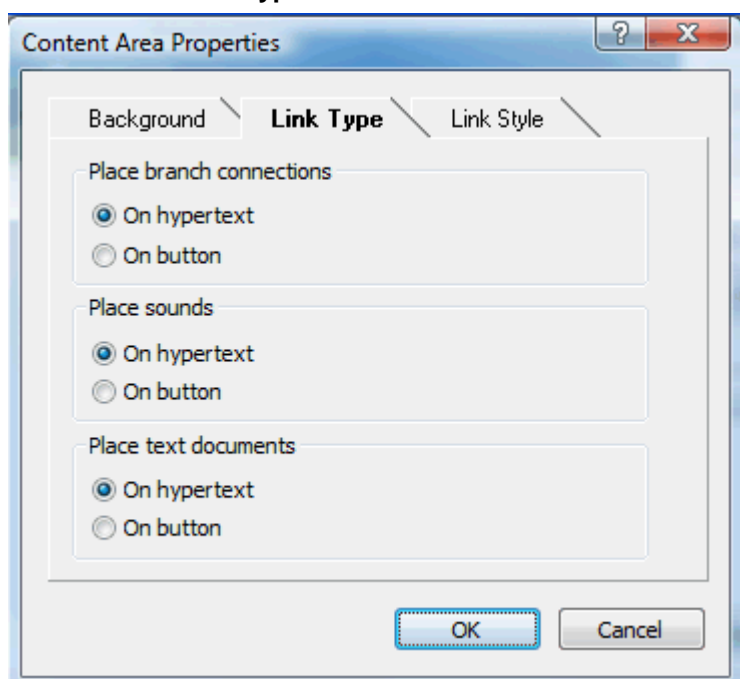 Content Area Properties
Background Link Type Link Style
Place branch connections
On hypertext
On button
Place sounds
On hypertext
On button
Place text documents
On hypertext
On button
OK Cancel